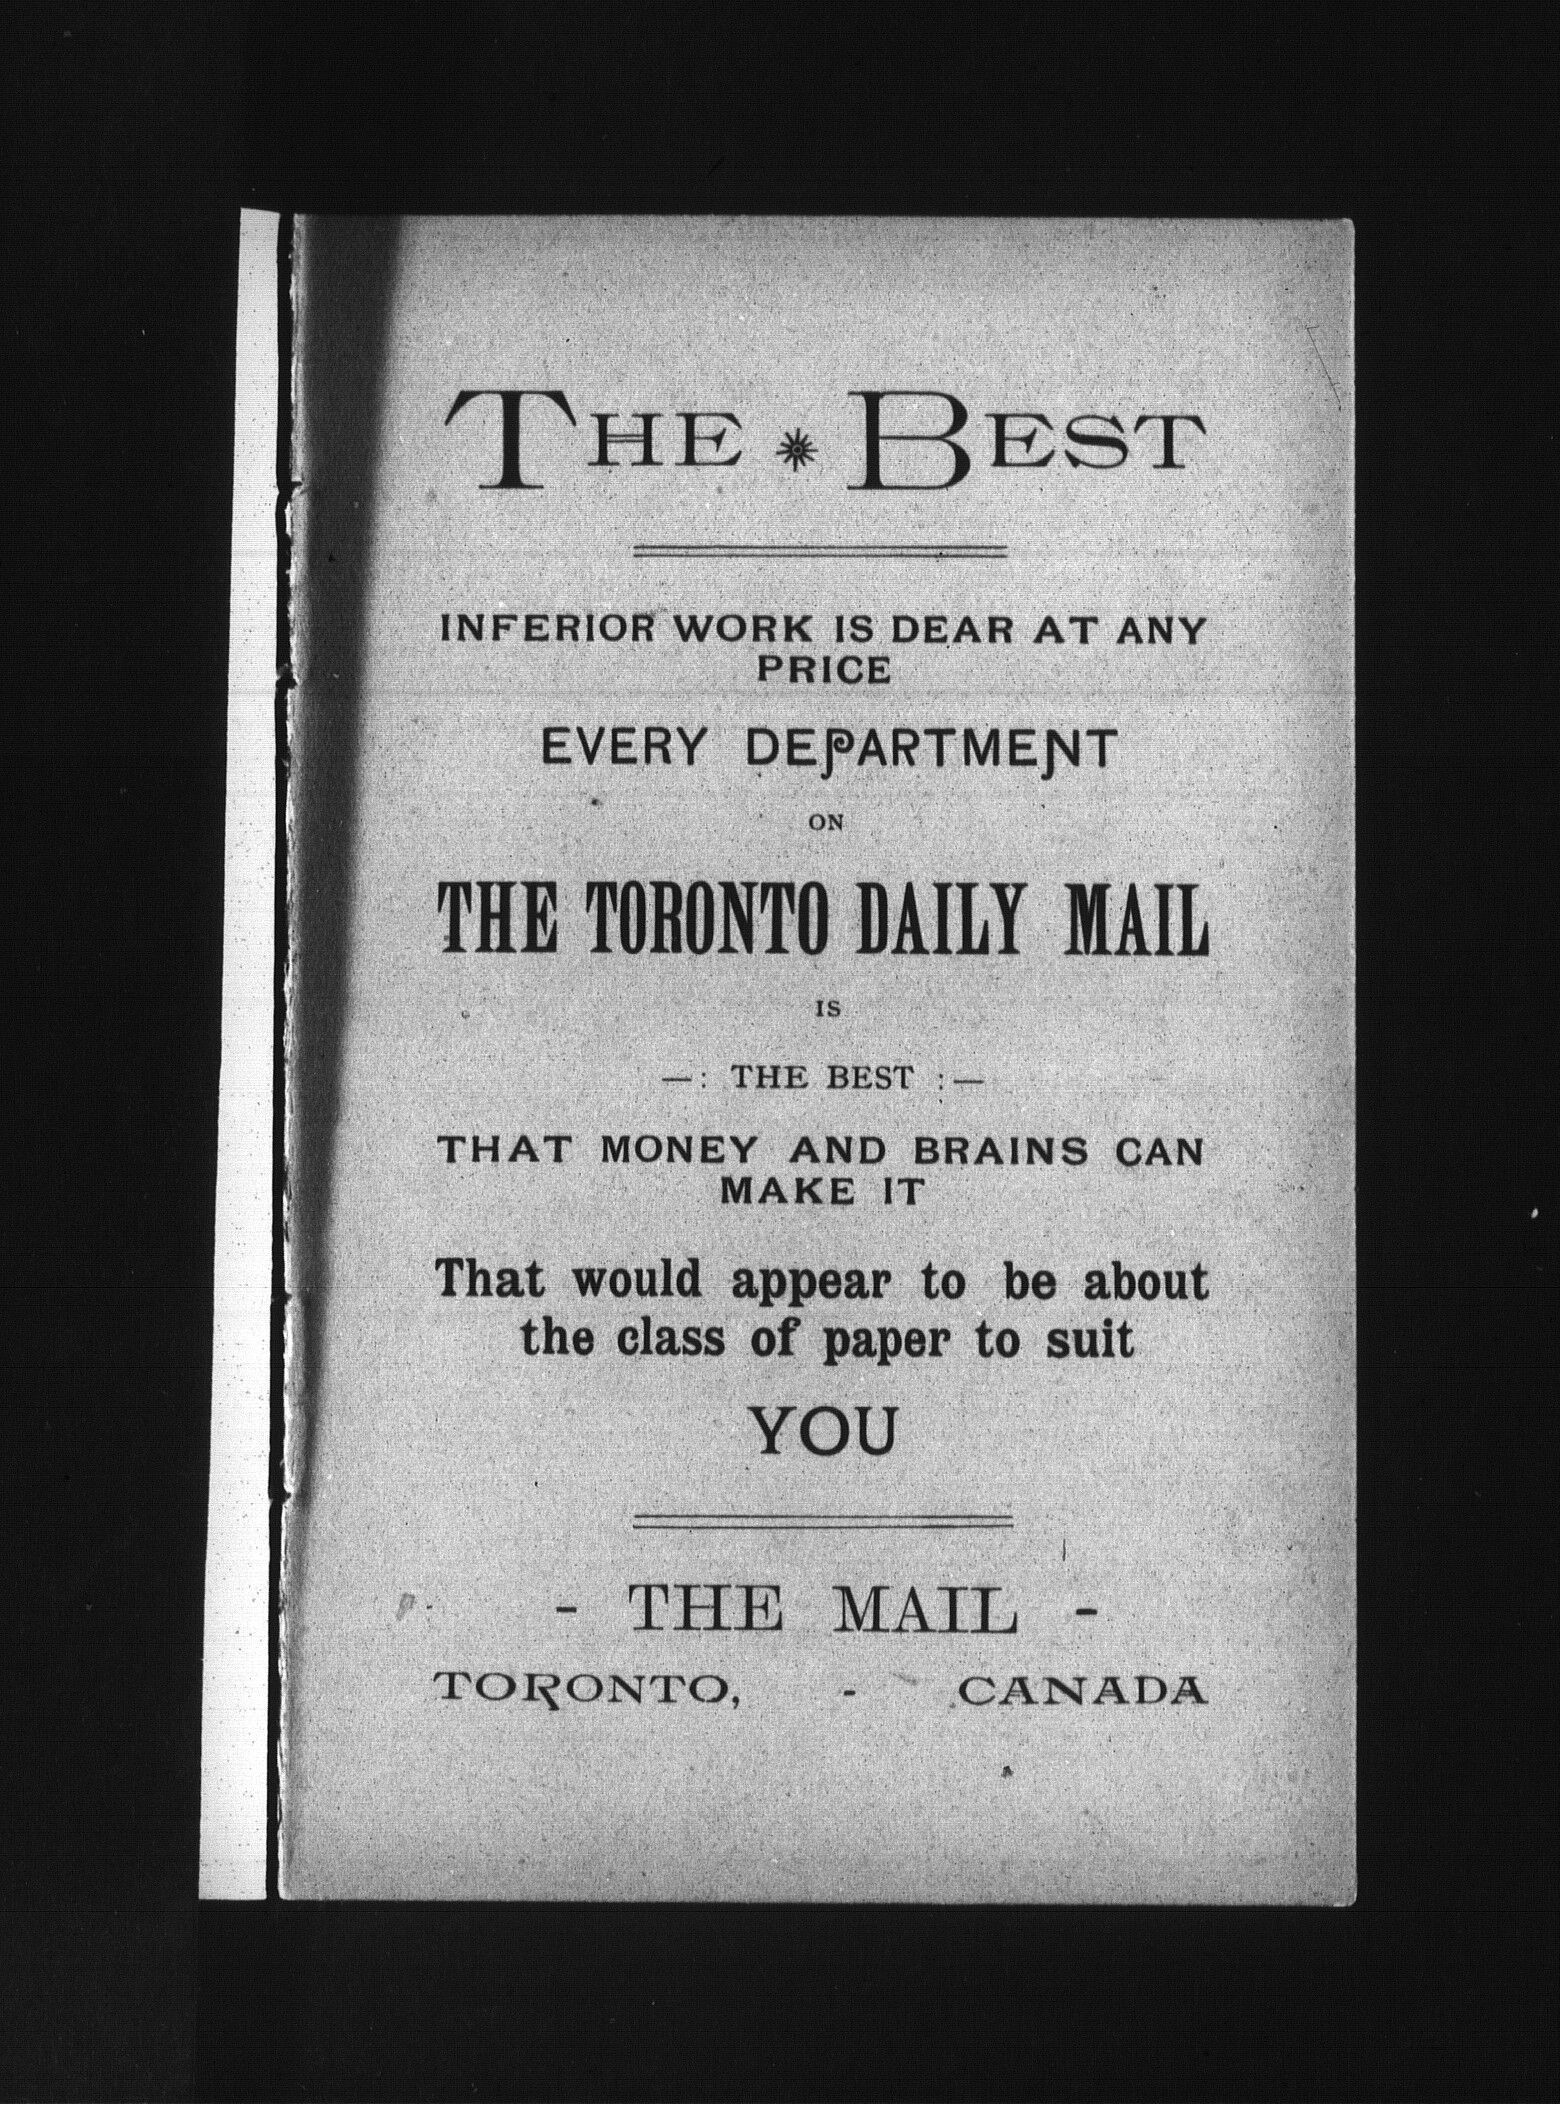 THE BEST
INFERIOR WORK IS DEAR AT ANY
PRICE
EVERY DEPARTMENT
ON
THE TORONTO DAILY MAIL
IS
—: THE BEST :—
THAT MONEY AND BRAINS CAN
MAKE IT
That would appear to be about
the class of paper to suit
YOU
- THE MAIL -
TORONTO, - CANADA